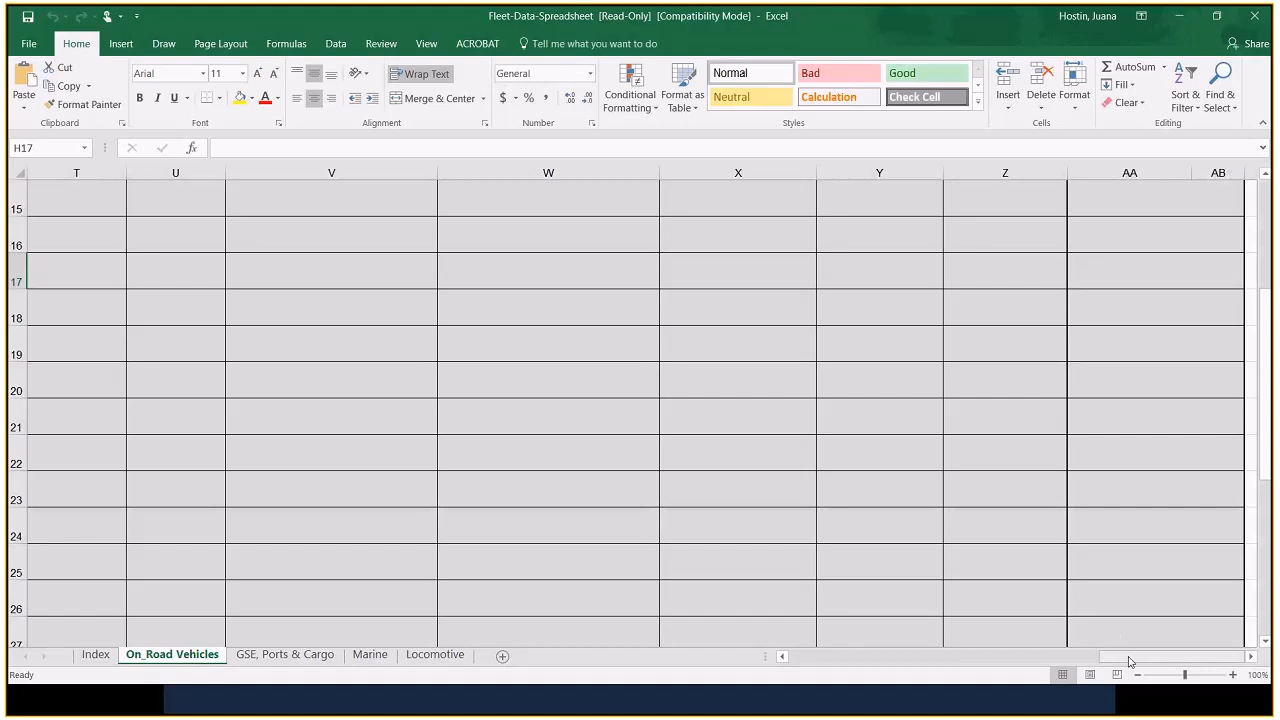 Fleet-Data-Spreadsheet [Read-Only] [Compatibility Mode] - Excel
Hostin, Juana
File Home Insert Draw Page Layout Formulas Data Review View ACROBAT Tell me what you want to do Share
Paste
Cut
Copy
Format Painter
Clipboard
Arial 11 A A
B I U A
Font
ab
Wrap Text
Merge & Center
Alignment
General
$ % , .0 .00 .00 .0
Number
Conditional Formatting
Format as Table
Normal Bad Good
Neutral Calculation Check Cell
Styles
Insert Delete Format
Cells
AutoSum
Fill
Clear
Sort & Filter
Find & Select
Editing
H17 fx
T U V W X Y Z AA AB
15
16
17
18
19
20
21
22
23
24
25
26
27
Index On_Road Vehicles GSE, Ports & Cargo Marine Locomotive
Ready 100%